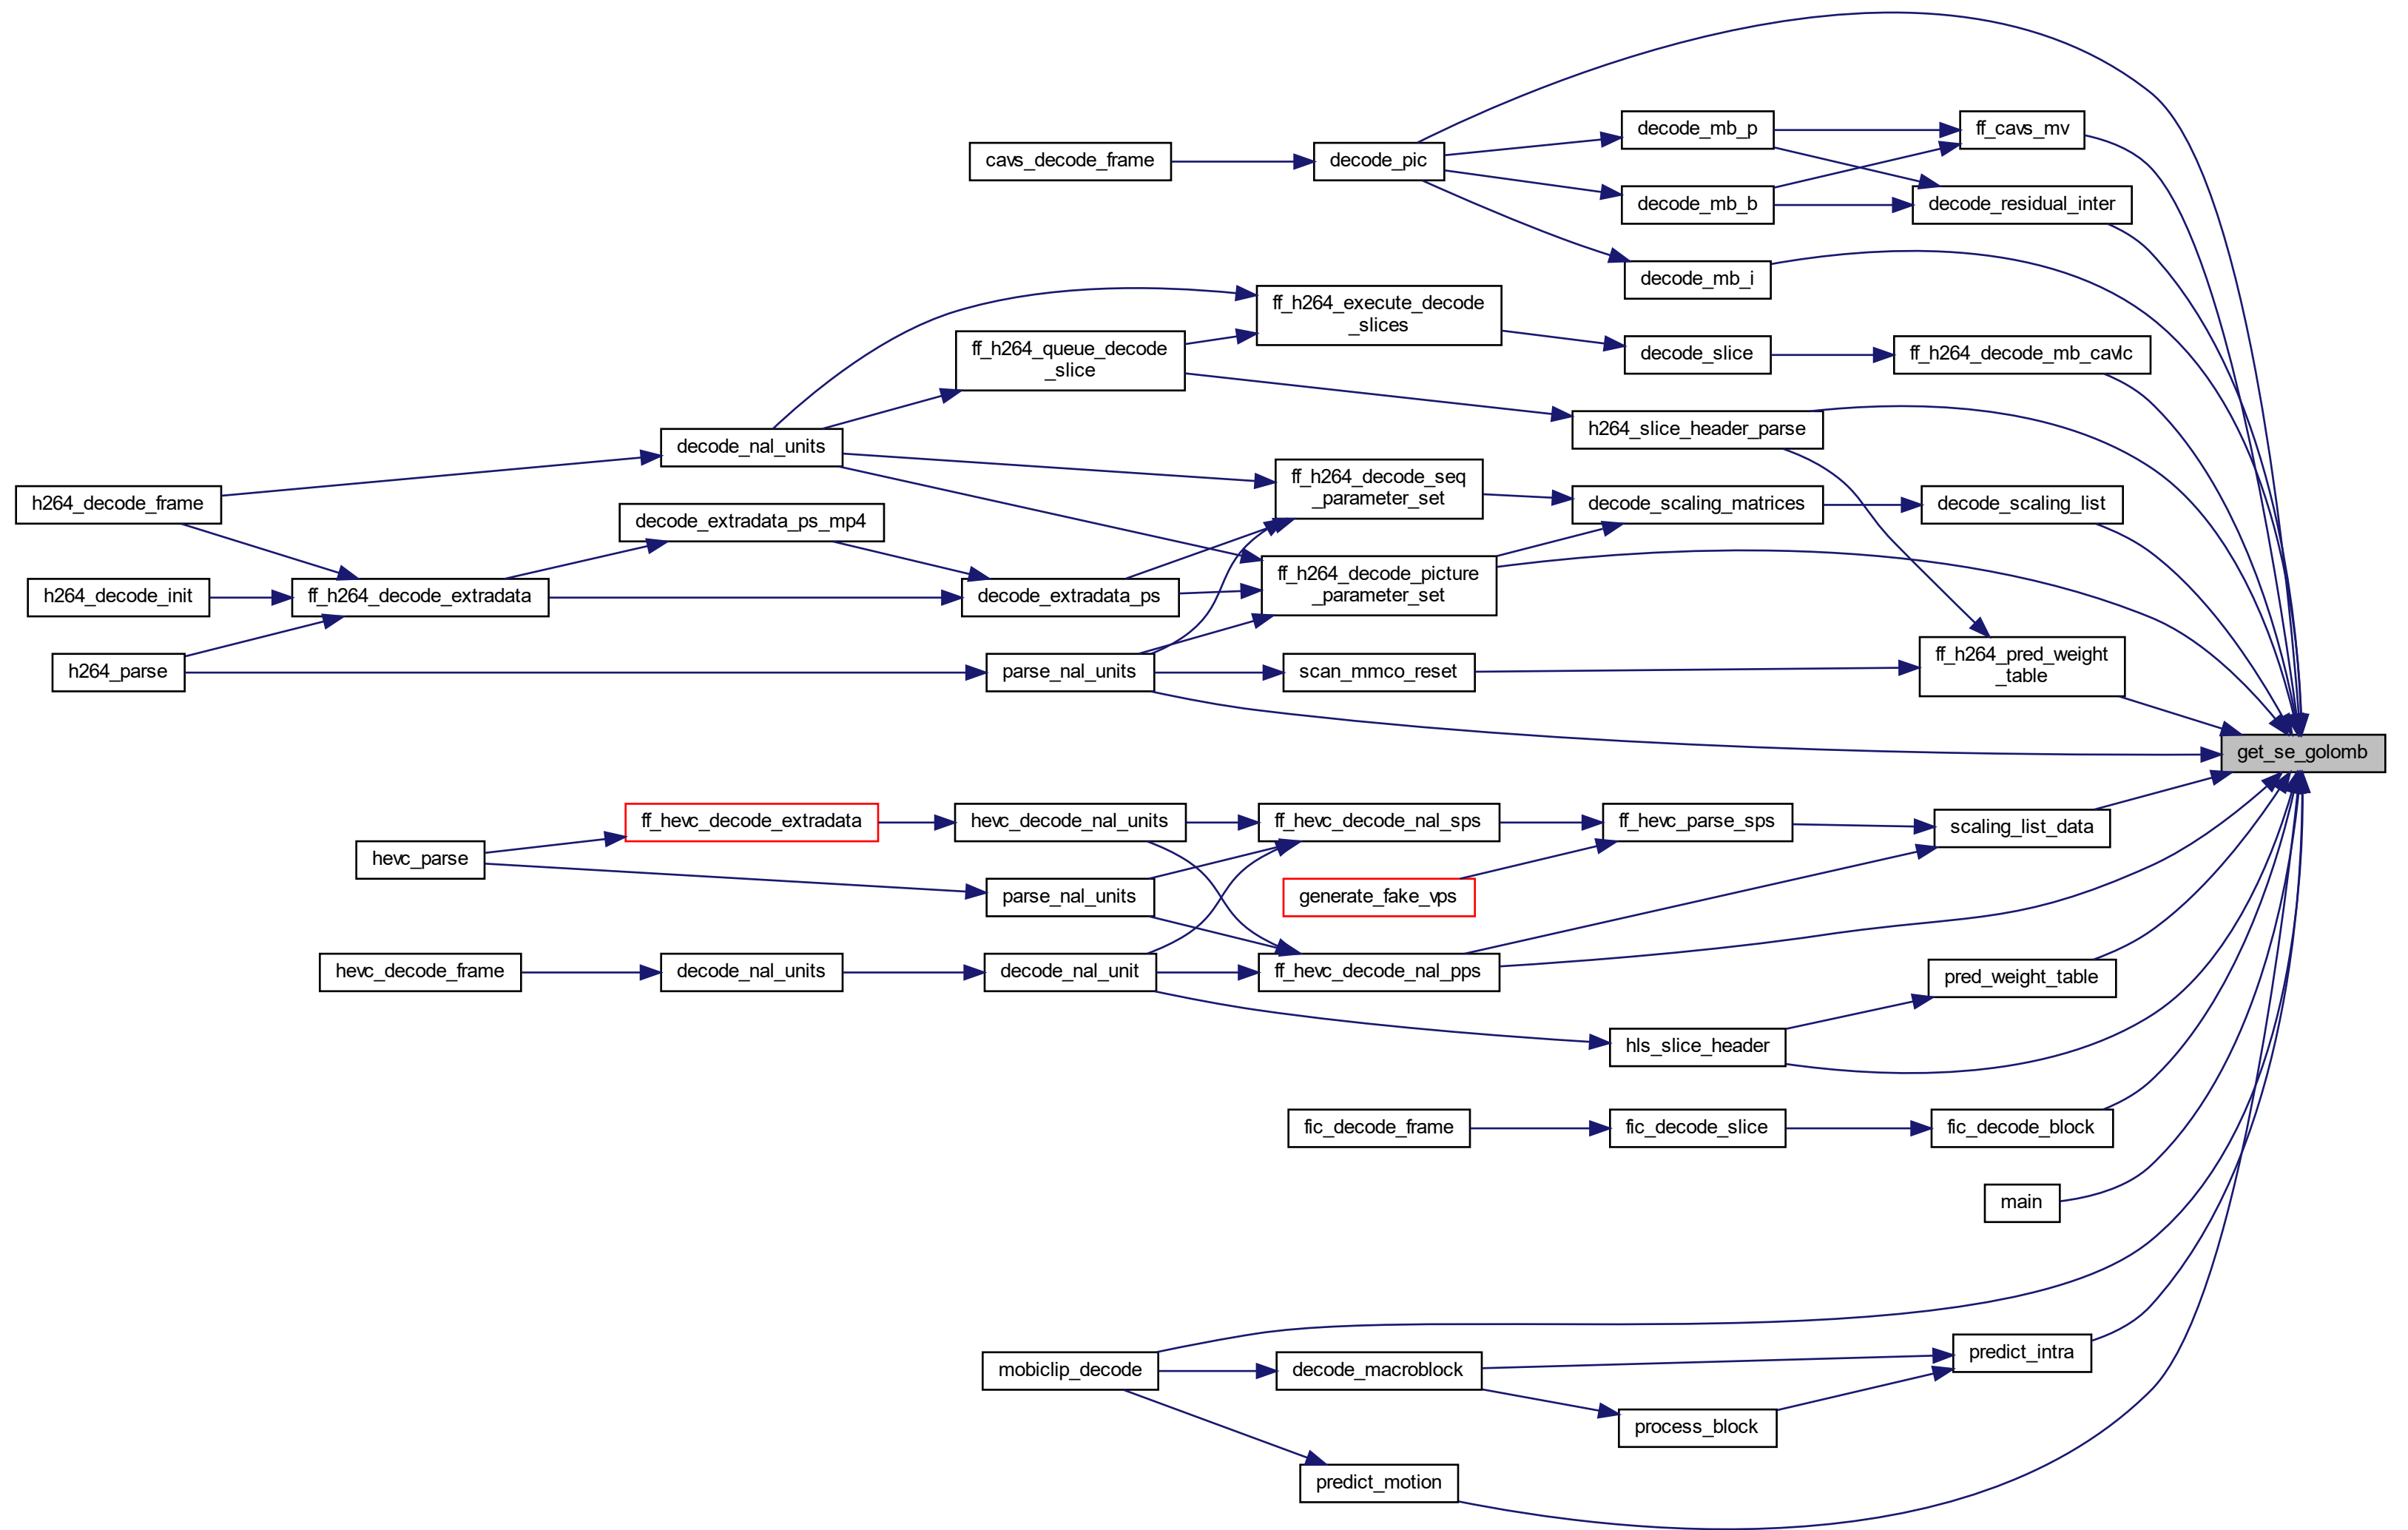 decode_mb_p
ff_cavs_mv
cavs_decode_frame
decode_pic
decode_mb_b
decode_residual_inter
decode_mb_i
ff_h264_execute_decode
_slices
ff_h264_queue_decode
_slice
decode_slice
ff_h264_decode_mb_cavlc
h264_slice_header_parse
decode_nal_units
ff_h264_decode_seq
_parameter_set
h264_decode_frame
decode_scaling_matrices
decode_scaling_list
decode_extradata_ps_mp4
ff_h264_decode_picture
_parameter_set
h264_decode_init
ff_h264_decode_extradata
decode_extradata_ps
h264_parse
parse_nal_units
scan_mmco_reset
ff_h264_pred_weight
_table
get_se_golomb
ff_hevc_decode_extradata
hevc_decode_nal_units
ff_hevc_decode_nal_sps
ff_hevc_parse_sps
scaling_list_data
hevc_parse
parse_nal_units
generate_fake_vps
hevc_decode_frame
decode_nal_units
decode_nal_unit
ff_hevc_decode_nal_pps
pred_weight_table
hls_slice_header
fic_decode_frame
fic_decode_slice
fic_decode_block
main
mobiclip_decode
decode_macroblock
predict_intra
process_block
predict_motion